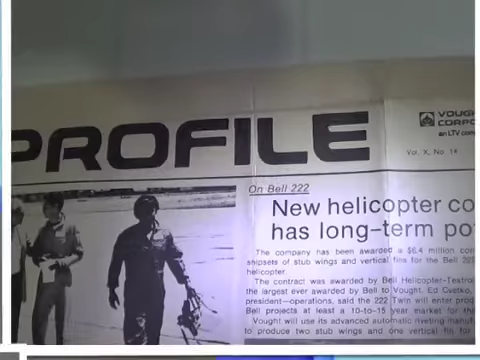 PROFILE
VOUGH
CORPO
an LTV com
Vol. X, No. 14
On Bell 222
New helicopter co
has long-term po
The company has been awarded a $6.4 million con
shipsets of stub wings and vertical fins for the Bell 222
helicopter.
The contract was awarded by Bell Helicopter-Textro
the largest ever awarded by Bell to Vought. Ed Cvetko,
president—operations, said the 222 Twin will enter prod
Bell projects at least a 10-to-15 year market for the
Vought will use its advanced automatic riveting
to produce two stub wings and one vertical fin for